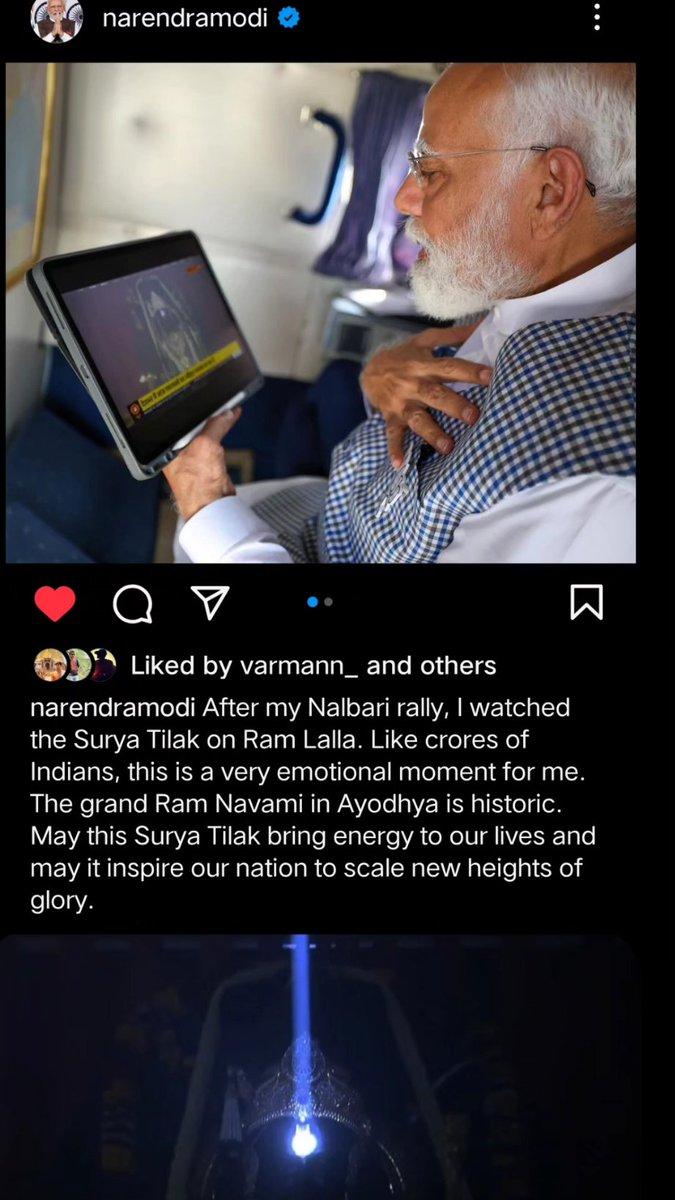 narendramodi
Liked by varmann_ and others
narendramodi After my Nalbari rally, I watched
the Surya Tilak on Ram Lalla. Like crores of
Indians, this is a very emotional moment for me.
The grand Ram Navami in Ayodhya is historic.
May this Surya Tilak bring energy to our lives and
may it inspire our nation to scale new heights of
glory.